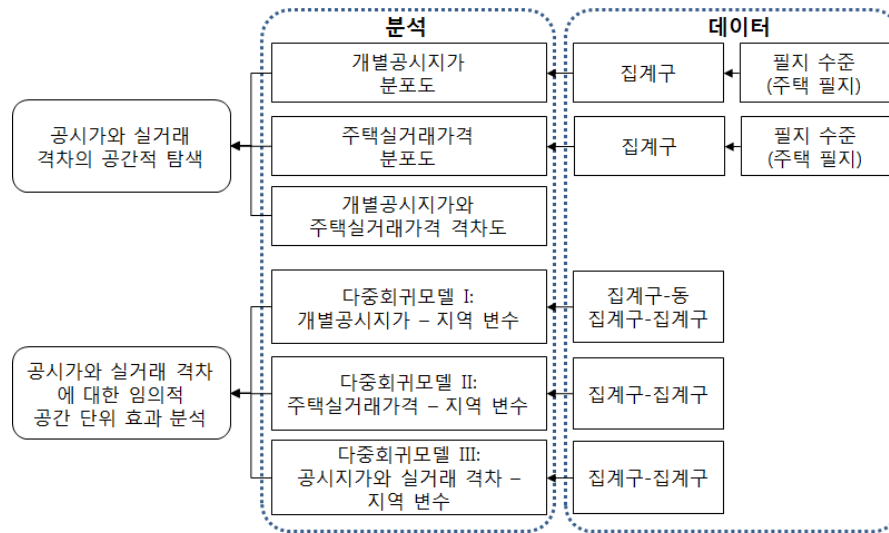 분석
데이터
공시가와 실거래
격차의 공간적 탐색
개별공시지가
분포도
집계구
필지 수준
(주택 필지)
주택실거래가격
분포도
집계구
필지 수준
(주택 필지)
개별공시지가와
주택실거래가격 격차도
공시가와 실거래 격차
에 대한 임의적
공간 단위 효과 분석
다중회귀모델 I:
개별공시지가 – 지역 변수
집계구-동
집계구-집계구
다중회귀모델 II:
주택실거래가격 – 지역 변수
집계구-집계구
다중회귀모델 III:
공시지가와 실거래 격차 –
지역 변수
집계구-집계구